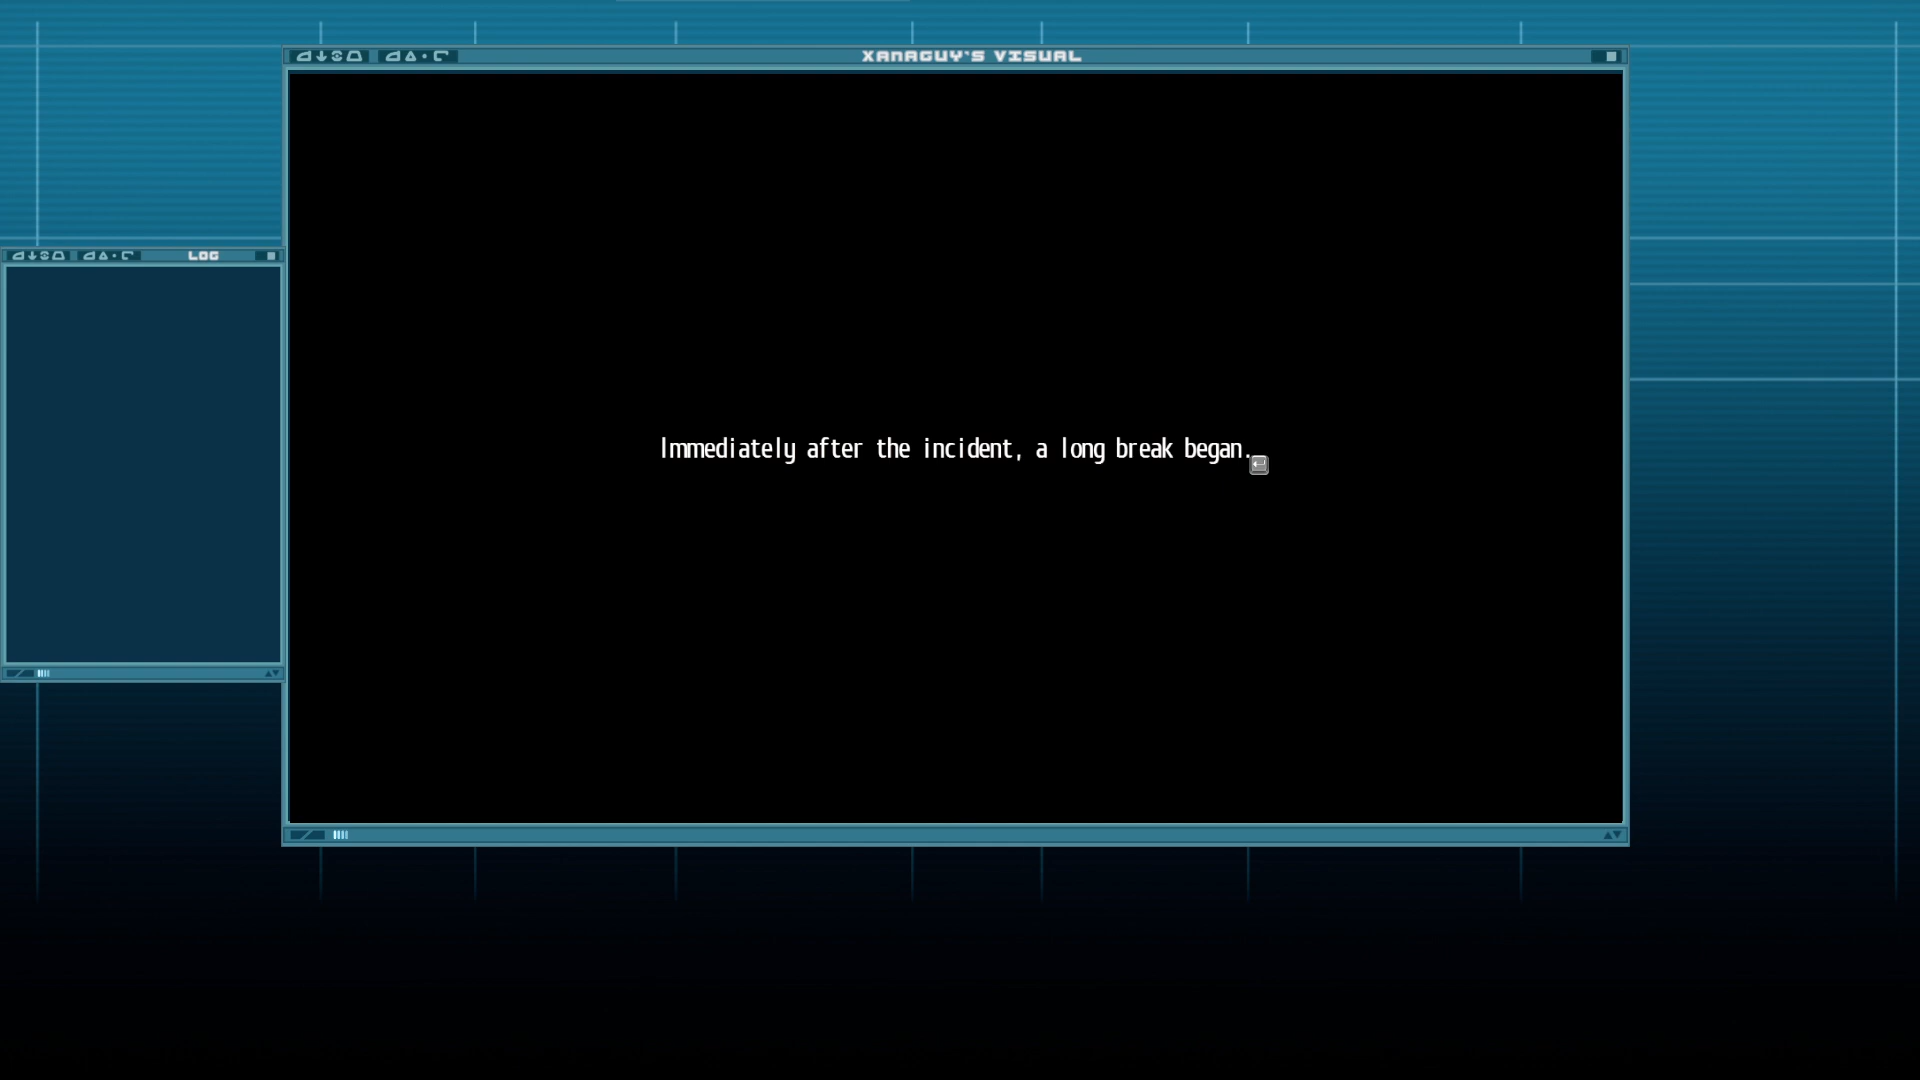 XANAGUY'S VISUAL
LOG
Immediately after the incident, a long break began.